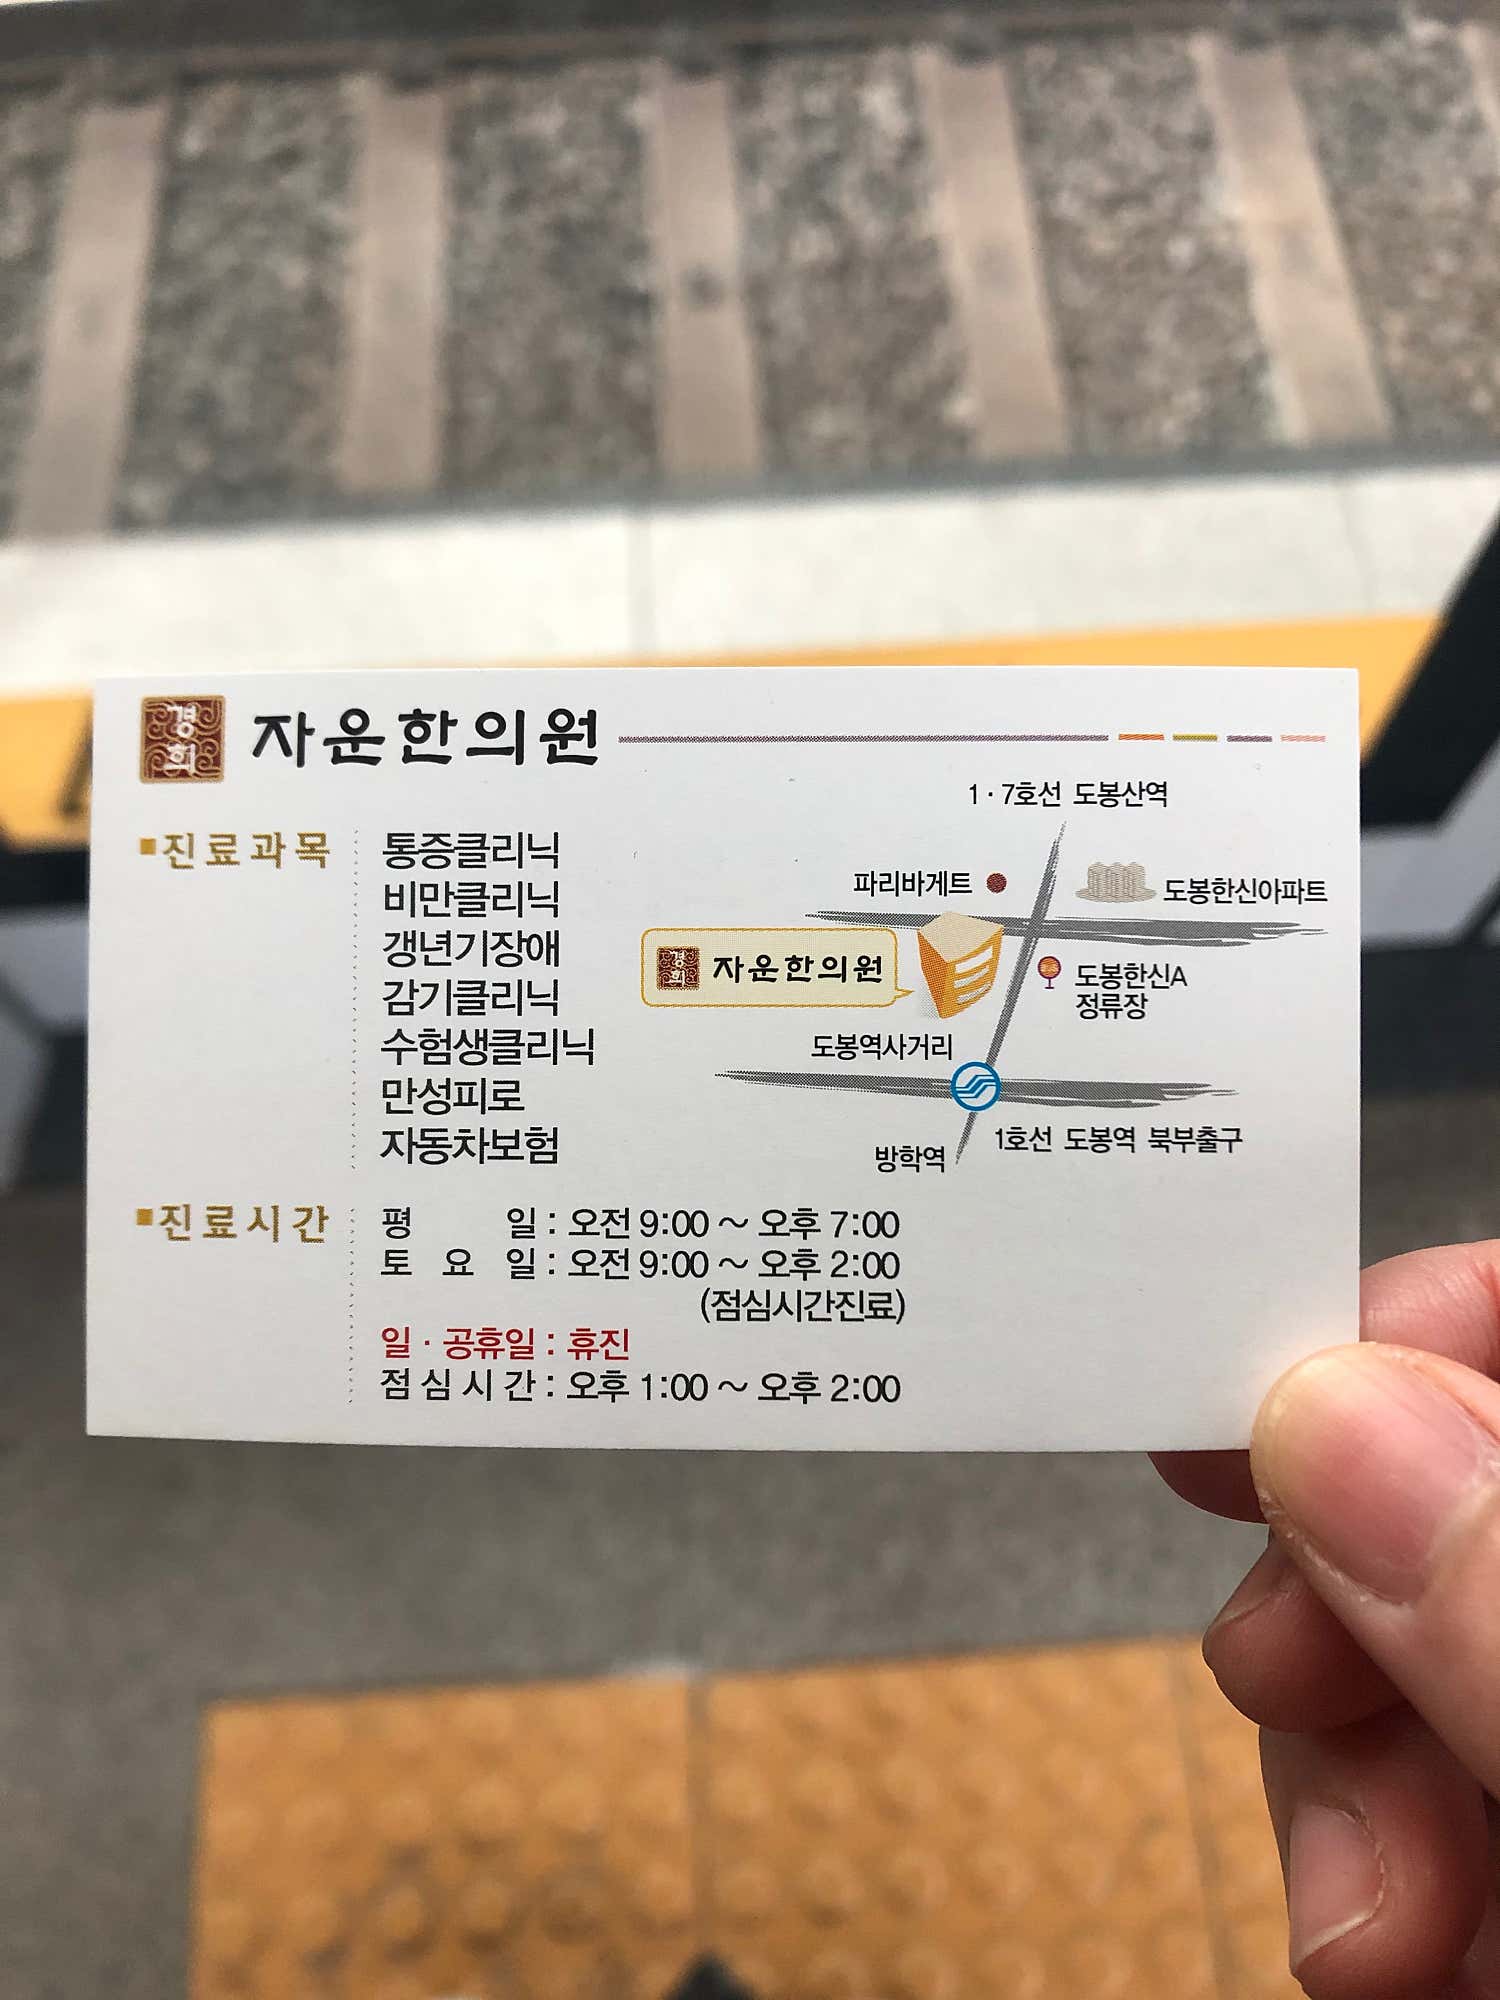 경희 자운한의원
진료과목
통증클리닉
비만클리닉
갱년기장애
감기클리닉
수험생클리닉
만성피로
자동차보험
1·7호선 도봉산역
파리바게트
도봉한신아파트
경희 자운한의원
도봉한신A
정류장
도봉역사거리
1호선 도봉역 북부출구
방학역
진료시간
평 일 : 오전 9:00 ~ 오후 7:00
토 요 일 : 오전 9:00 ~ 오후 2:00
(점심시간진료)
일·공휴일 : 휴진
점심시간 : 오후 1:00 ~ 오후 2:00